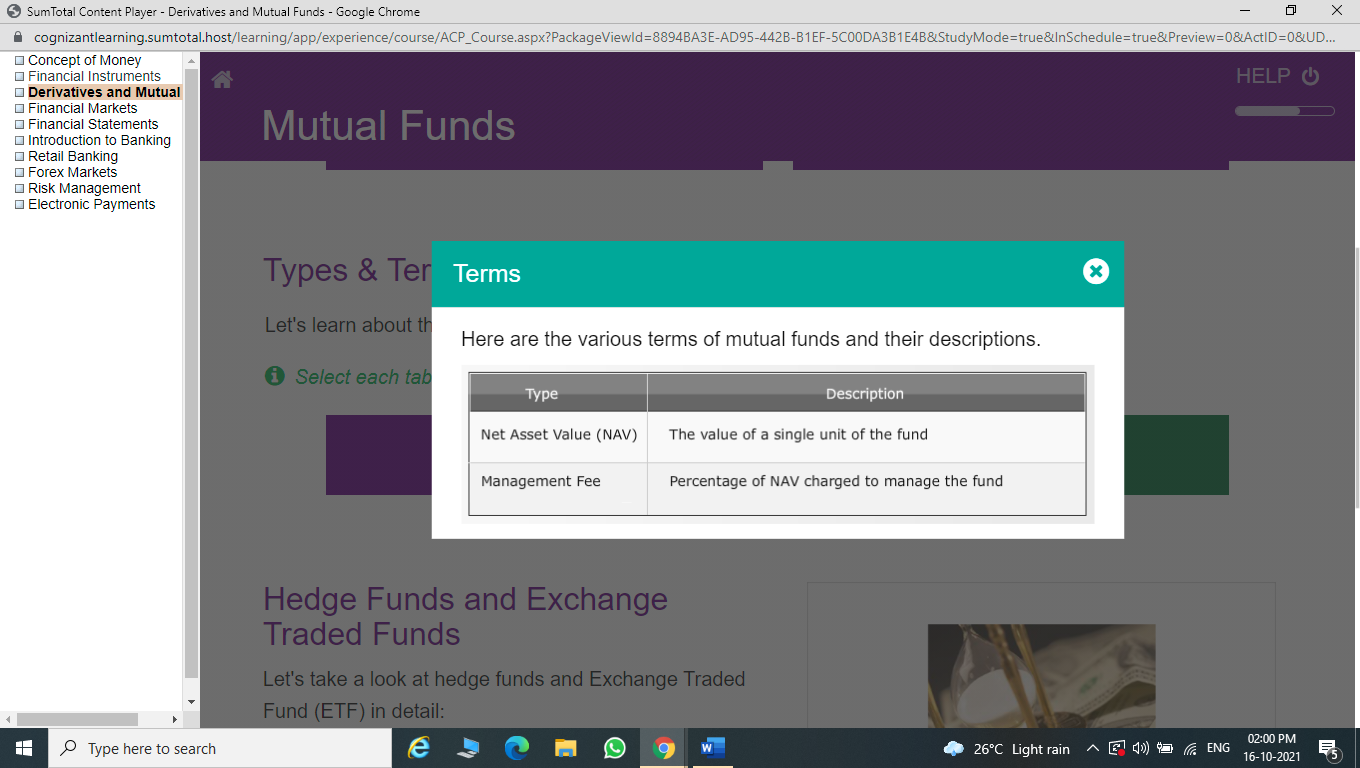 SumTotal Content Player - Derivatives and Mutual Funds - Google Chrome
cognizantlearning.sumtotal.host/learning/app/experience/course/ACP_Course.aspx?PackageViewId=8894BA3E-AD95-442B-B1EF-5C00DA3B1E4B&StudyMode=true&InSchedule=true&Preview=0&ActID=0&UD...
Concept of Money
Financial Instruments
Derivatives and Mutual
Financial Markets
Financial Statements
Introduction to Banking
Retail Banking
Forex Markets
Risk Management
Electronic Payments
HELP
Mutual Funds
Types & Ter
Let's learn about th
Select each tab
Terms
Here are the various terms of mutual funds and their descriptions.
Type Description
Net Asset Value (NAV) The value of a single unit of the fund
Management Fee Percentage of NAV charged to manage the fund
Hedge Funds and Exchange
Traded Funds
Let's take a look at hedge funds and Exchange Traded
Fund (ETF) in detail:
Type here to search
26°C Light rain
ENG
02:00 PM
16-10-2021
5